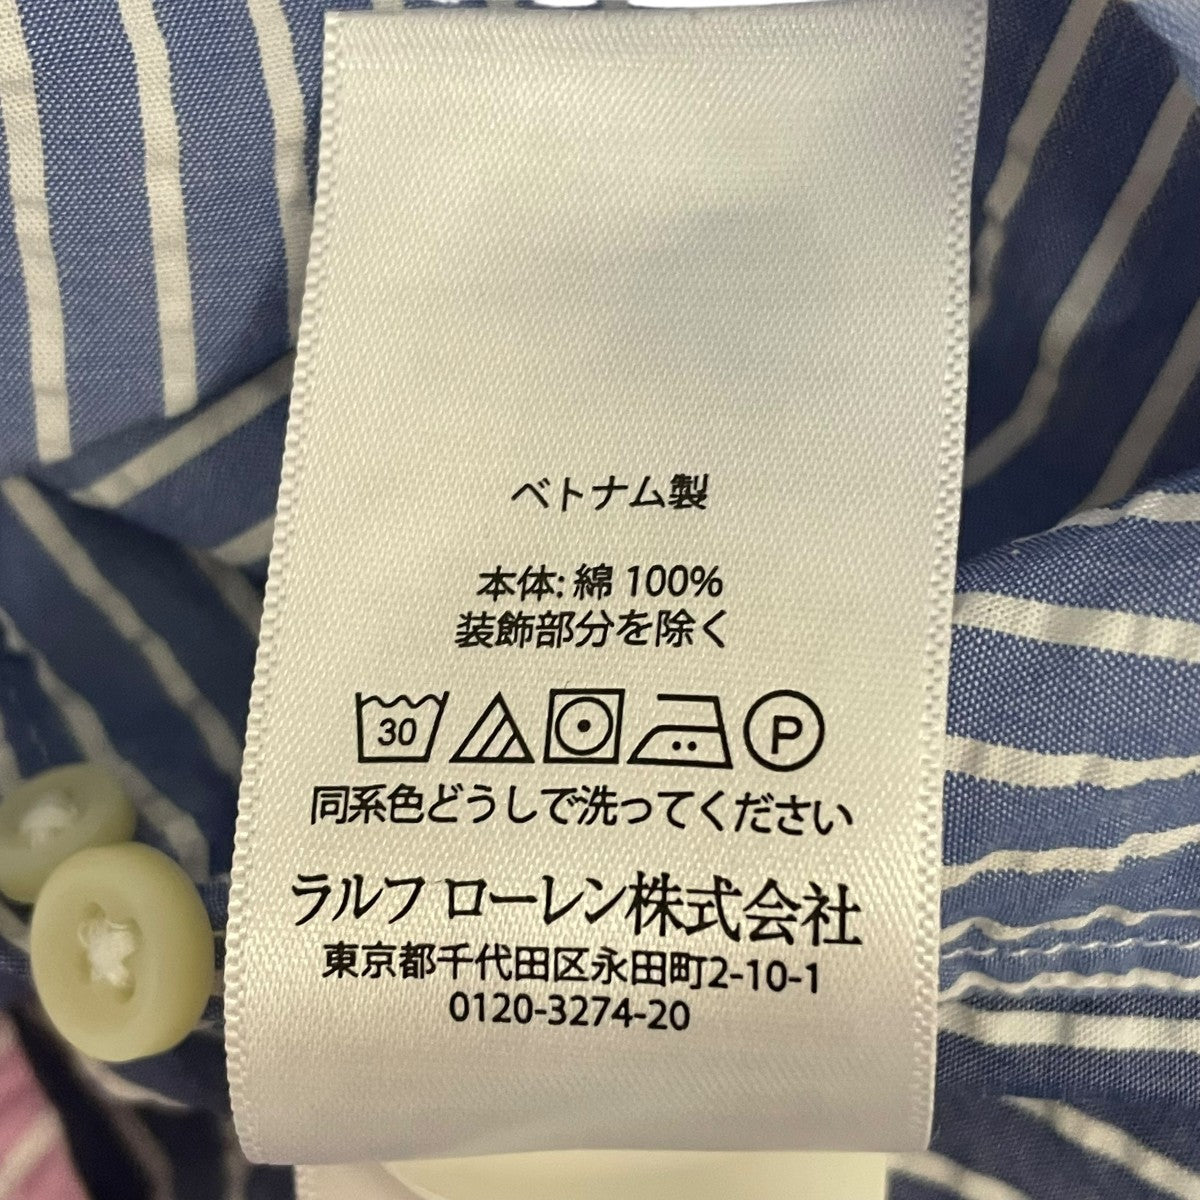 ベトナム製
本体: 綿 100%
装飾部分を除く
30 P
同系色どうしで洗ってください
ラルフ ローレン株式会社
東京都千代田区永田町2-10-1
0120-3274-20